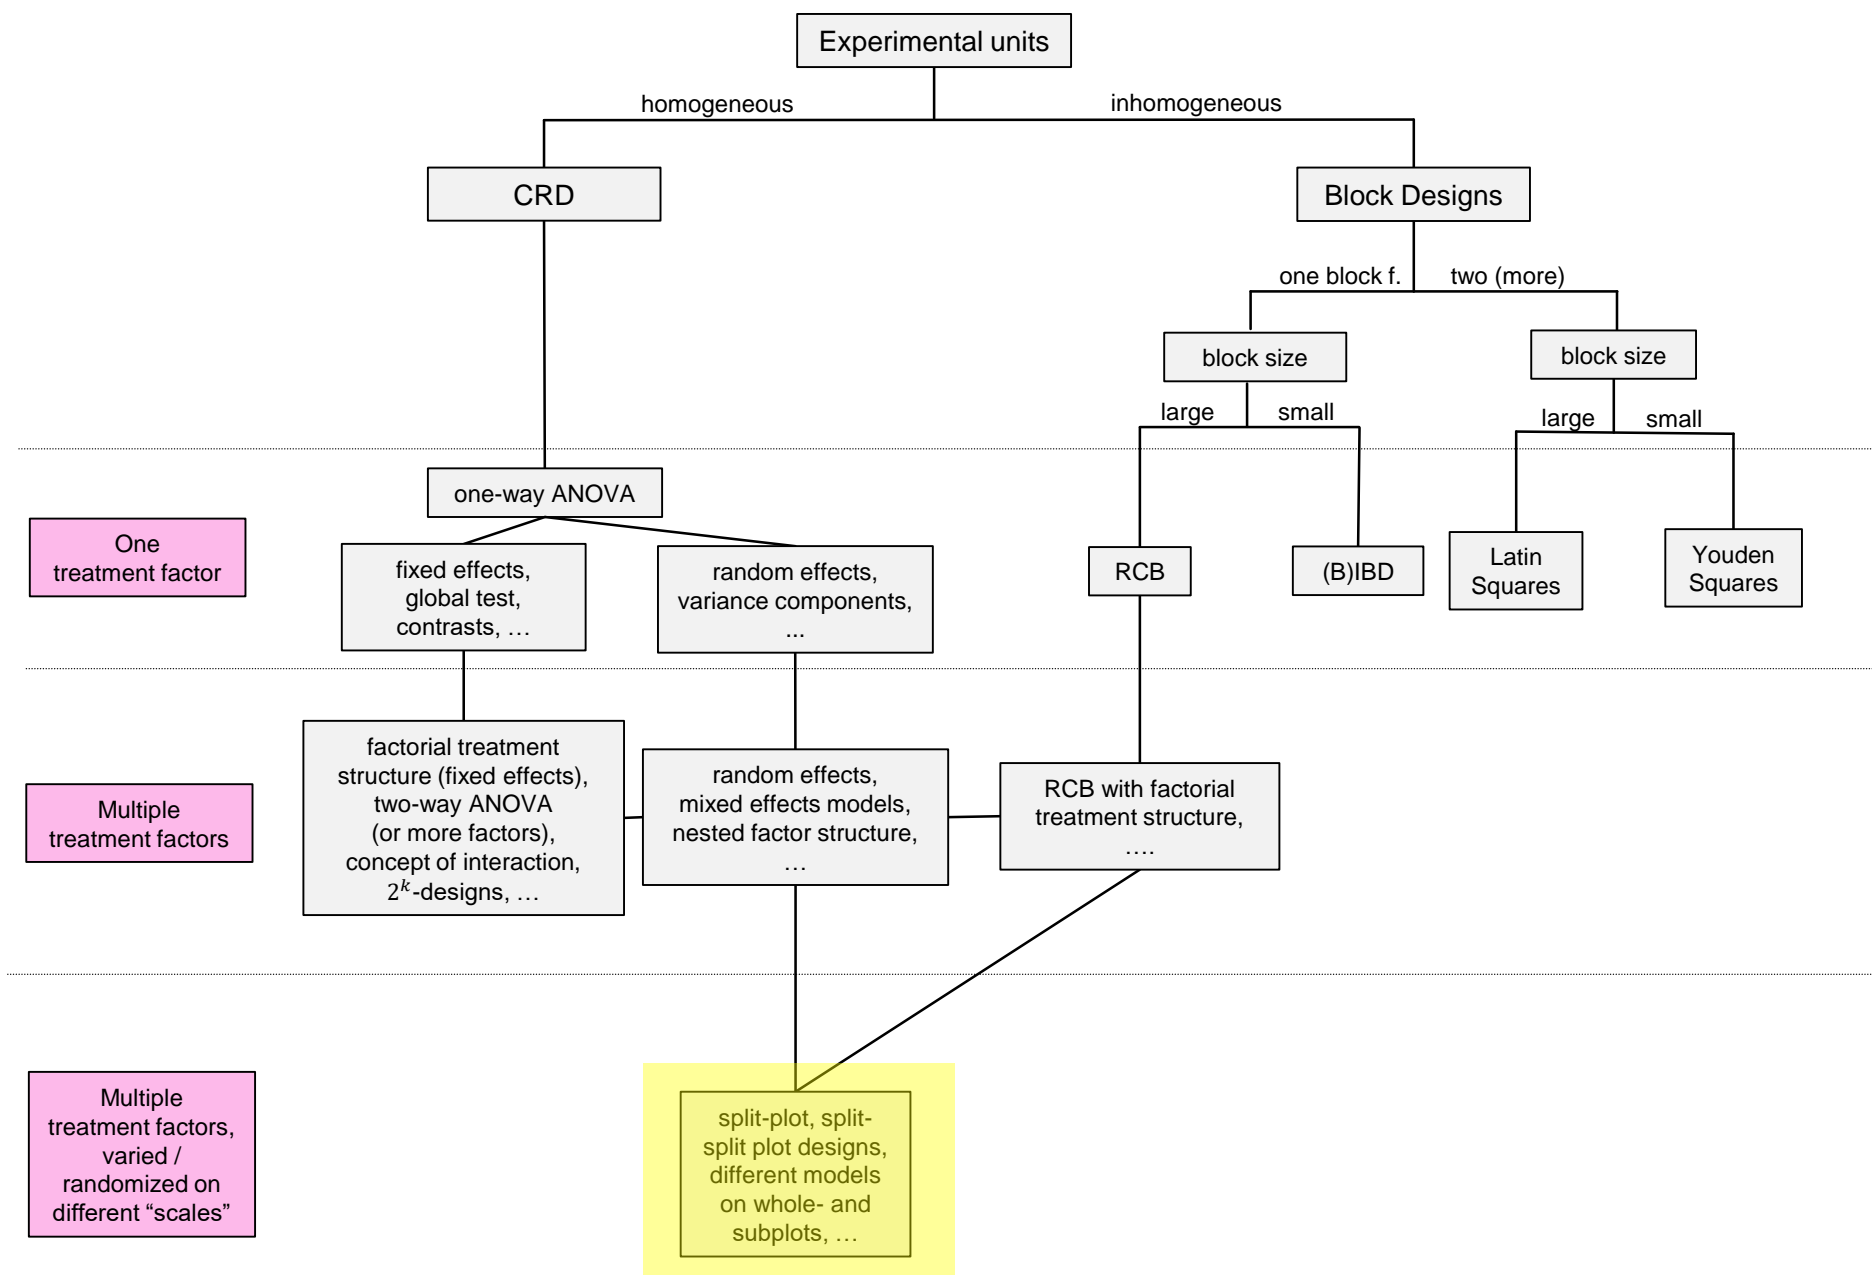 Experimental units
homogeneous
inhomogeneous
CRD
Block Designs
one block f.
two (more)
block size
block size
large
small
large
small
one-way ANOVA
One
treatment factor
fixed effects,
global test,
contrasts, …
random effects,
variance components,
...
RCB
(B)IBD
Latin
Squares
Youden
Squares
Multiple
treatment factors
factorial treatment
structure (fixed effects),
two-way ANOVA
(or more factors),
concept of interaction,
2ᵏ-designs, …
random effects,
mixed effects models,
nested factor structure,
…
RCB with factorial
treatment structure,
….
Multiple
treatment factors,
varied /
randomized on
different “scales”
split-plot, split-
split plot designs,
different models
on whole- and
subplots, …